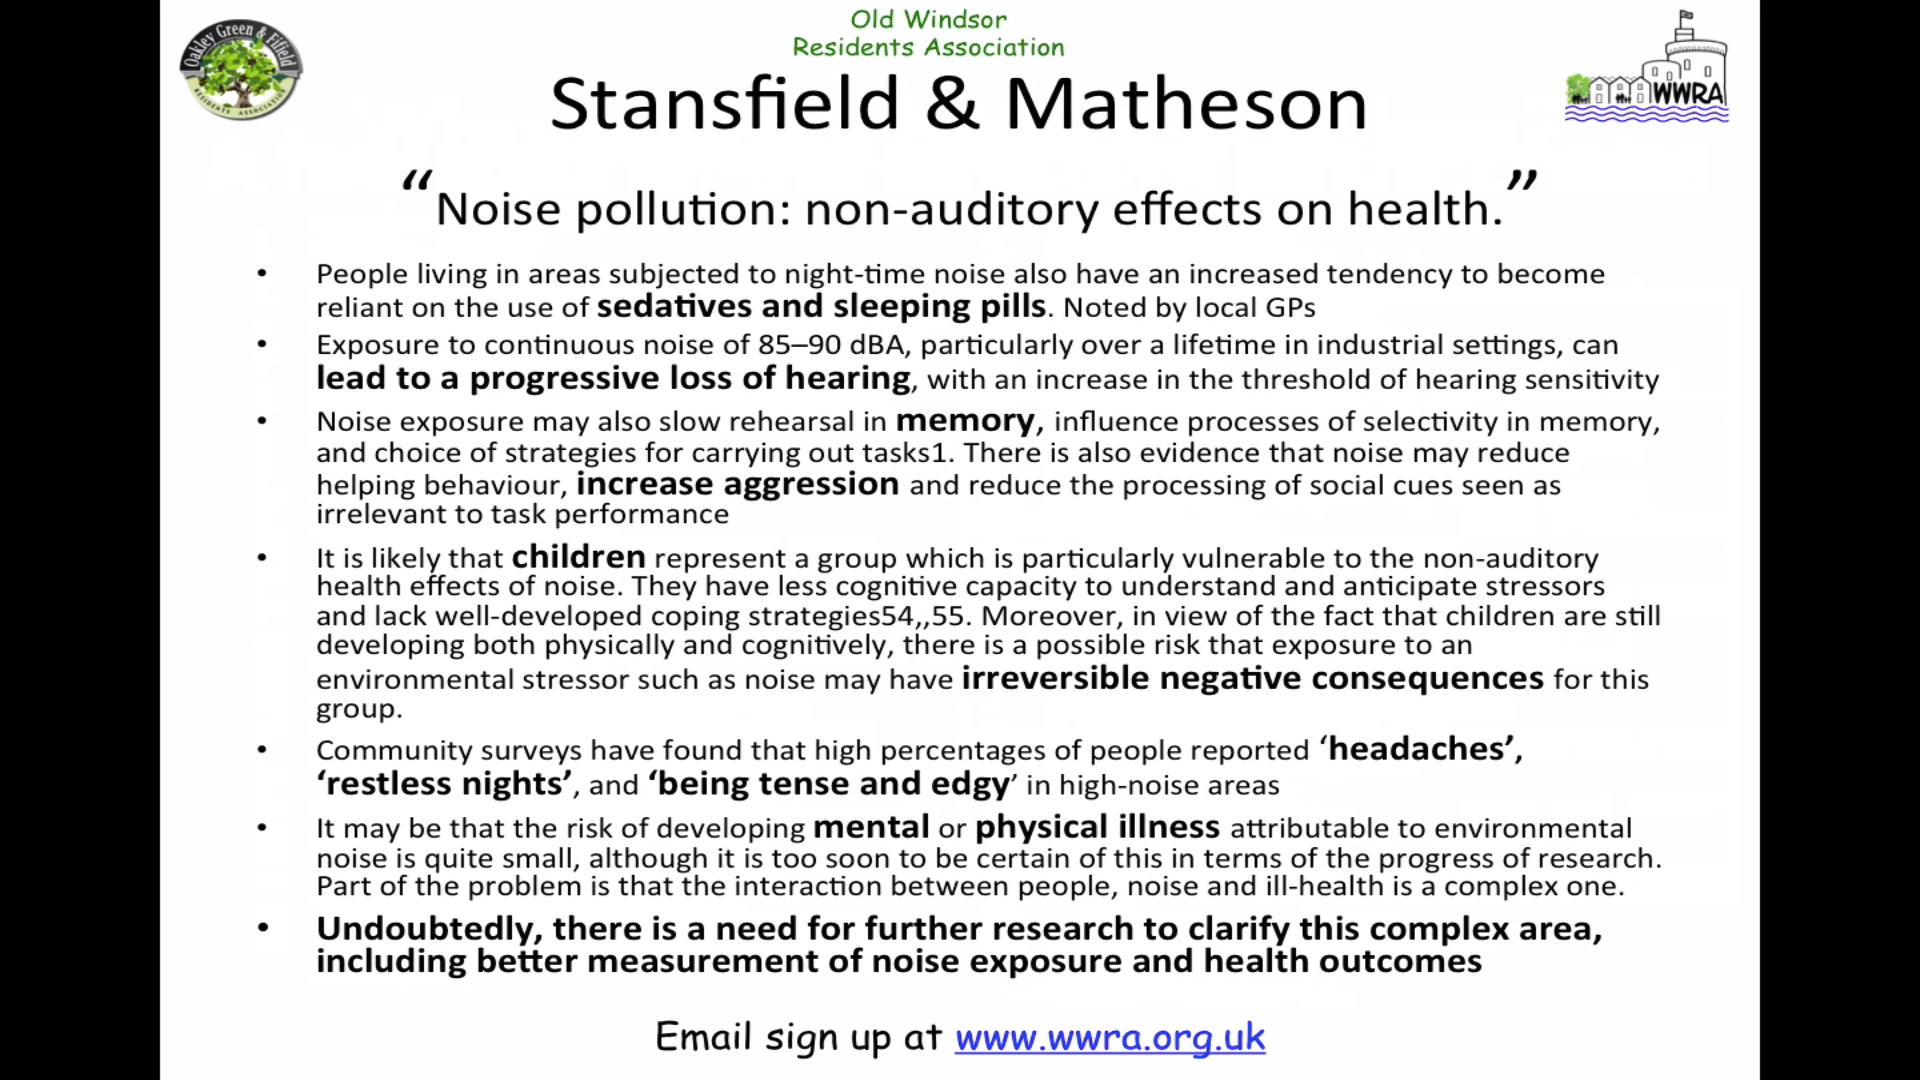 Oakley Green & Fifield
RESIDENTS ASSOCIATION
Old Windsor
Residents Association
WWRA
Stansfield & Matheson
“Noise pollution: non-auditory effects on health.”
• People living in areas subjected to night-time noise also have an increased tendency to become
reliant on the use of sedatives and sleeping pills. Noted by local GPs
• Exposure to continuous noise of 85–90 dBA, particularly over a lifetime in industrial settings, can
lead to a progressive loss of hearing, with an increase in the threshold of hearing sensitivity
• Noise exposure may also slow rehearsal in memory, influence processes of selectivity in memory,
and choice of strategies for carrying out tasks1. There is also evidence that noise may reduce
helping behaviour, increase aggression and reduce the processing of social cues seen as
irrelevant to task performance
• It is likely that children represent a group which is particularly vulnerable to the non-auditory
health effects of noise. They have less cognitive capacity to understand and anticipate stressors
and lack well-developed coping strategies54,,55. Moreover, in view of the fact that children are still
developing both physically and cognitively, there is a possible risk that exposure to an
environmental stressor such as noise may have irreversible negative consequences for this
group.
• Community surveys have found that high percentages of people reported ‘headaches’,
‘restless nights’, and ‘being tense and edgy’ in high-noise areas
• It may be that the risk of developing mental or physical illness attributable to environmental
noise is quite small, although it is too soon to be certain of this in terms of the progress of research.
Part of the problem is that the interaction between people, noise and ill-health is a complex one.
• Undoubtedly, there is a need for further research to clarify this complex area,
including better measurement of noise exposure and health outcomes
Email sign up at www.wwra.org.uk